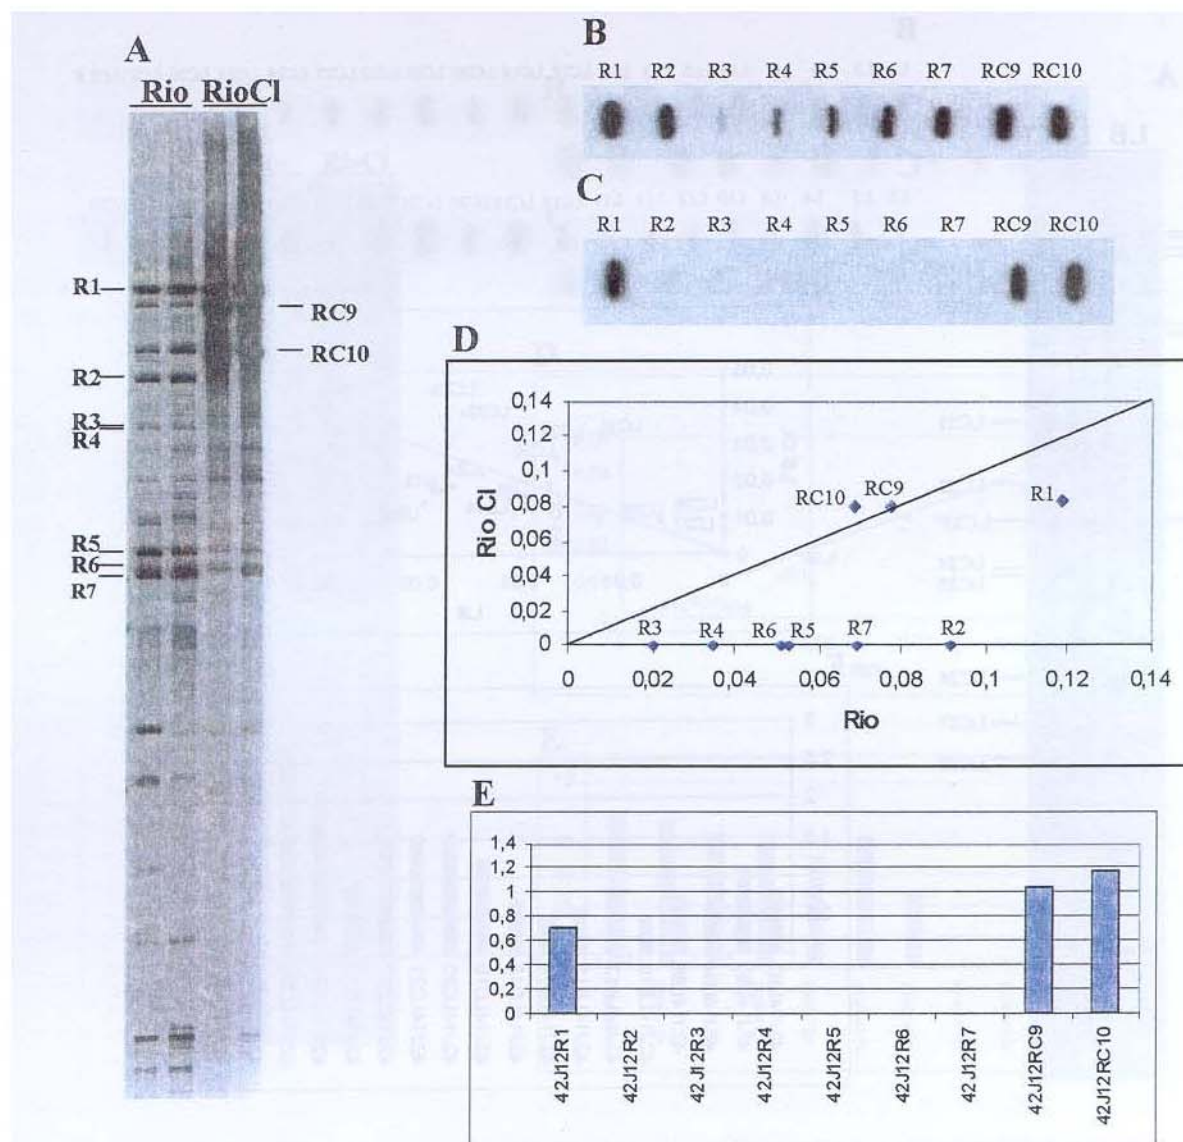 A
Rio RioCl
R1
R2
R3
R4
R5
R6
R7
RC9
RC10
B
R1 R2 R3 R4 R5 R6 R7 RC9 RC10
C
R1 R2 R3 R4 R5 R6 R7 RC9 RC10
D
0,14
0,12
0,1
0,08
0,06
0,04
0,02
0
Rio Cl
RC10 RC9 R1
R3 R4 R6 R5 R7 R2
0 0,02 0,04 0,06 0,08 0,1 0,12 0,14
Rio
E
1,4
1,2
1
0,8
0,6
0,4
0,2
0
42J12R1
42J12R2
42J12R3
42J12R4
42J12R5
42J12R6
42J12R7
42J12RC9
42J12RC10